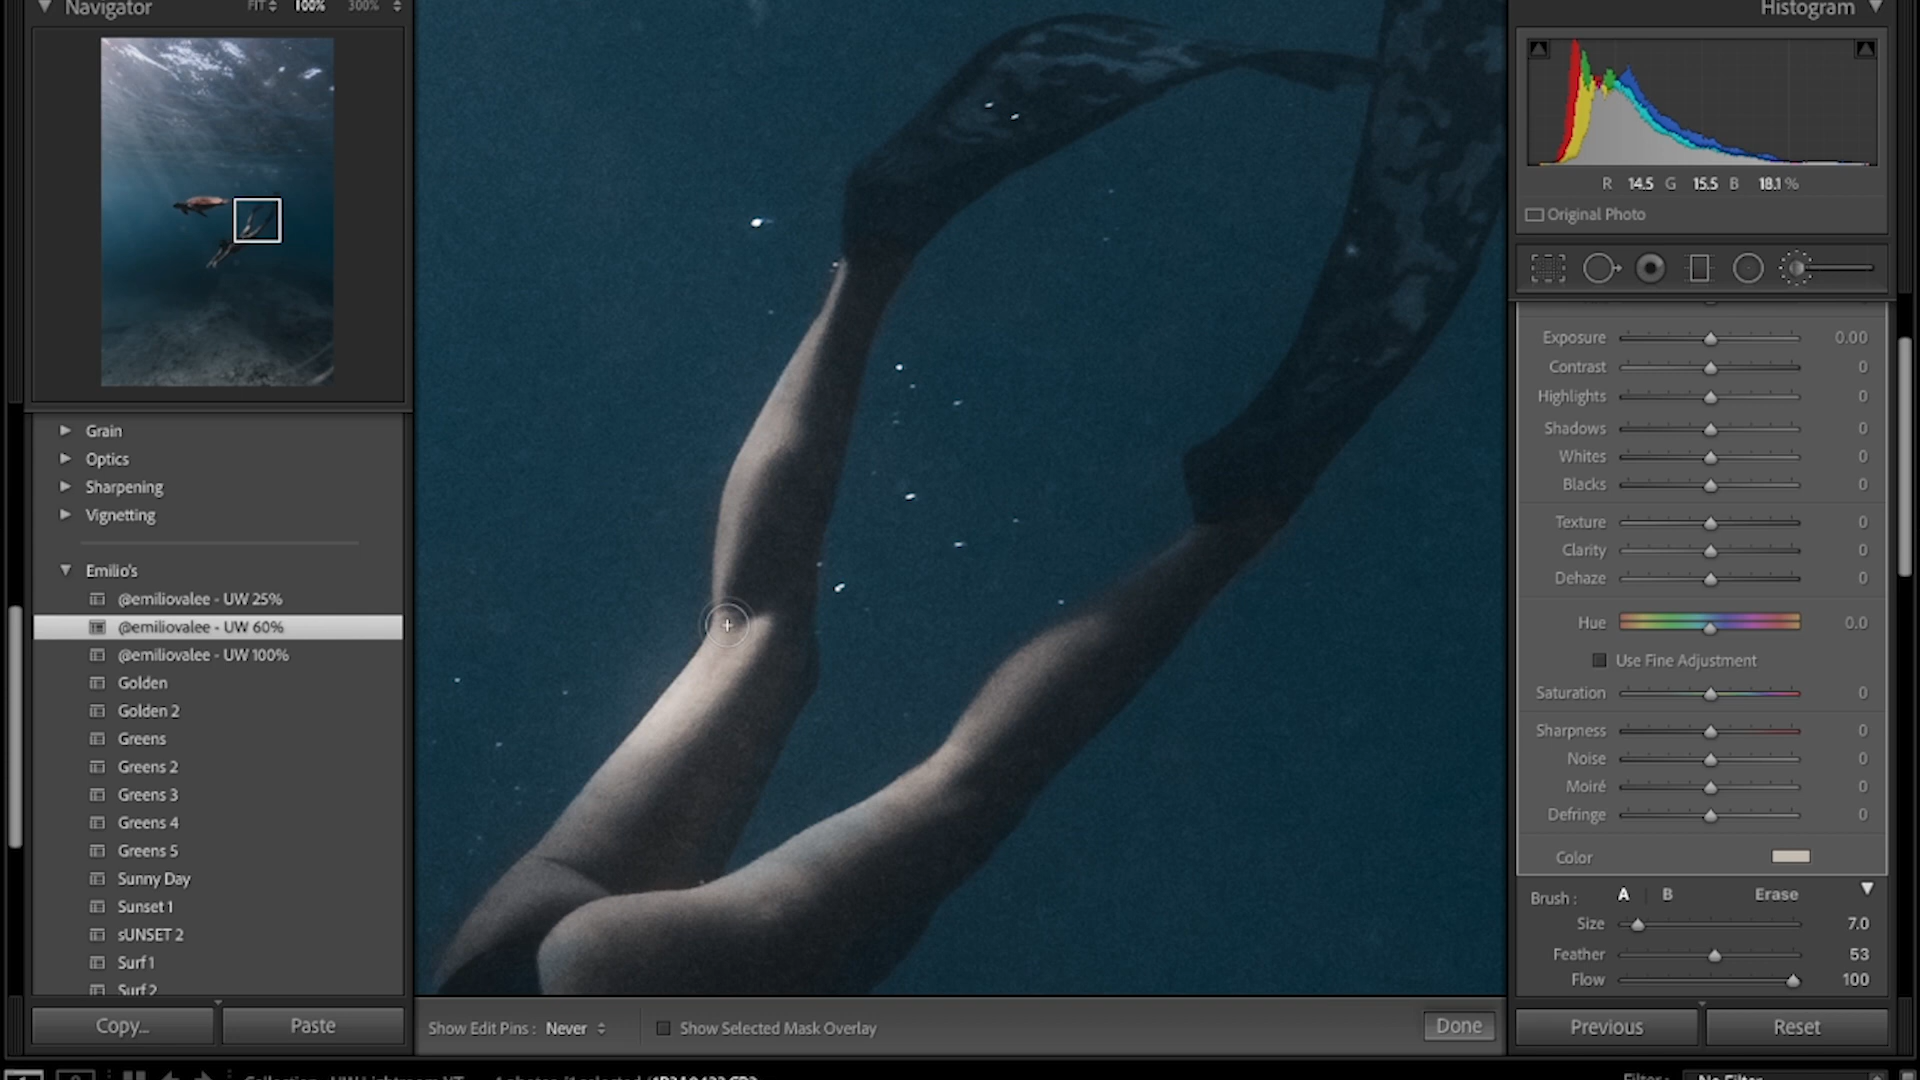 Navigator FIT 100% 300%
Grain
Optics
Sharpening
Vignetting
Emilio's
@emiliovalee - UW 25%
@emiliovalee - UW 60%
@emiliovalee - UW 100%
Golden
Golden 2
Greens
Greens 2
Greens 3
Greens 4
Greens 5
Sunny Day
Sunset 1
sUNSET 2
Surf 1
Surf 2
Copy... Paste
Show Edit Pins : Never Show Selected Mask Overlay Done
Histogram
R 14.5 G 15.5 B 18.1 %
Original Photo
Exposure 0.00
Contrast 0
Highlights 0
Shadows 0
Whites 0
Blacks 0
Texture 0
Clarity 0
Dehaze 0
Hue 0.0
Use Fine Adjustment
Saturation 0
Sharpness 0
Noise 0
Moiré 0
Defringe 0
Color
Brush : A B Erase
Size 7.0
Feather 53
Flow 100
Previous Reset